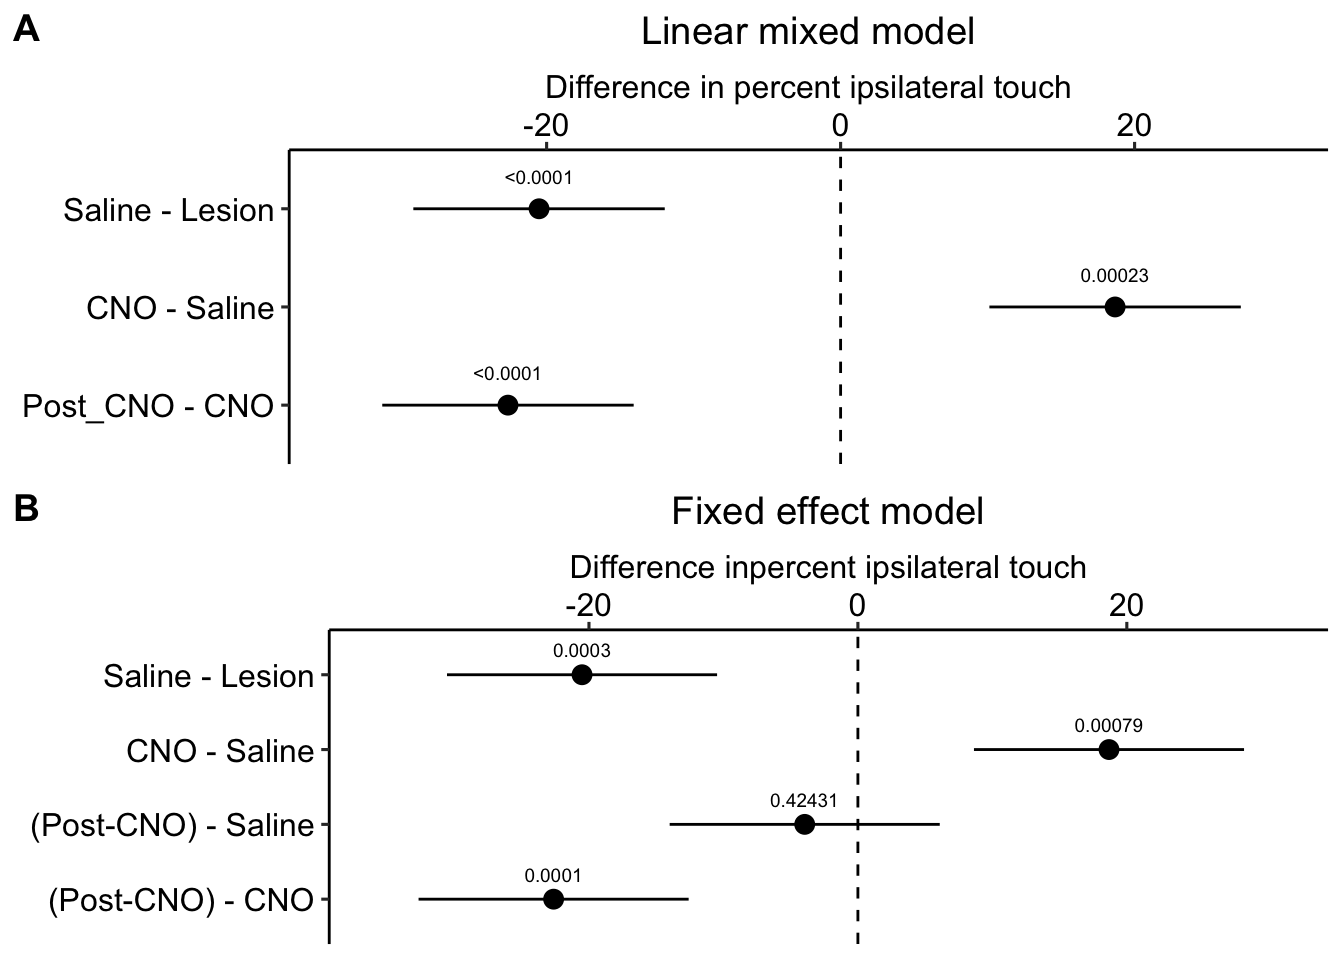 A
Linear mixed model
Difference in percent ipsilateral touch
-20 0 20
<0.0001
Saline - Lesion
0.00023
CNO - Saline
<0.0001
Post_CNO - CNO
B
Fixed effect model
Difference inpercent ipsilateral touch
-20 0 20
0.0003
Saline - Lesion
0.00079
CNO - Saline
0.42431
(Post-CNO) - Saline
0.0001
(Post-CNO) - CNO